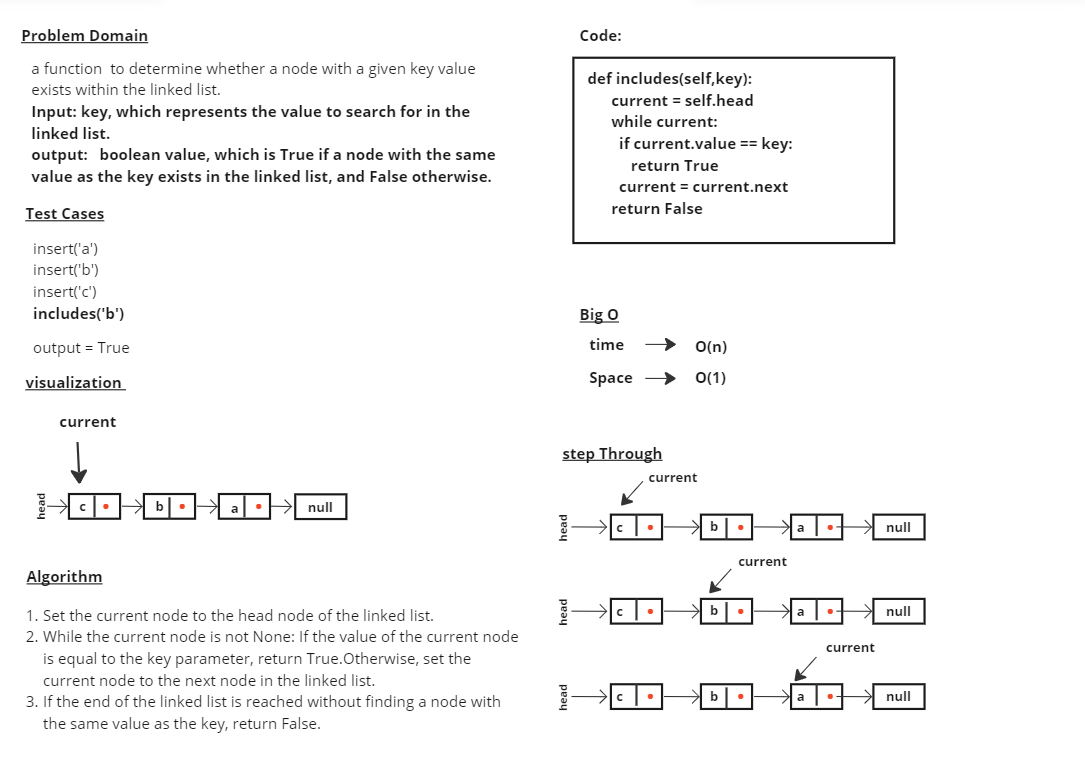 Problem Domain
a function  to determine whether a node with a given key value
exists within the linked list.
Input: key, which represents the value to search for in the
linked list.
output:   boolean value, which is True if a node with the same
value as the key exists in the linked list, and False otherwise.
Test Cases
insert('a')
insert('b')
insert('c')
includes('b')
output = True
visualization
current
head
c
b
a
null
Algorithm
1. Set the current node to the head node of the linked list.
2. While the current node is not None: If the value of the current node
is equal to the key parameter, return True.Otherwise, set the
current node to the next node in the linked list.
3. If the end of the linked list is reached without finding a node with
the same value as the key, return False.
Code:
def includes(self,key):
current = self.head
while current:
if current.value == key:
return True
current = current.next
return False
Big O
time
O(n)
Space
O(1)
step Through
current
head
c
b
a
null
current
head
c
b
a
null
current
head
c
b
a
null